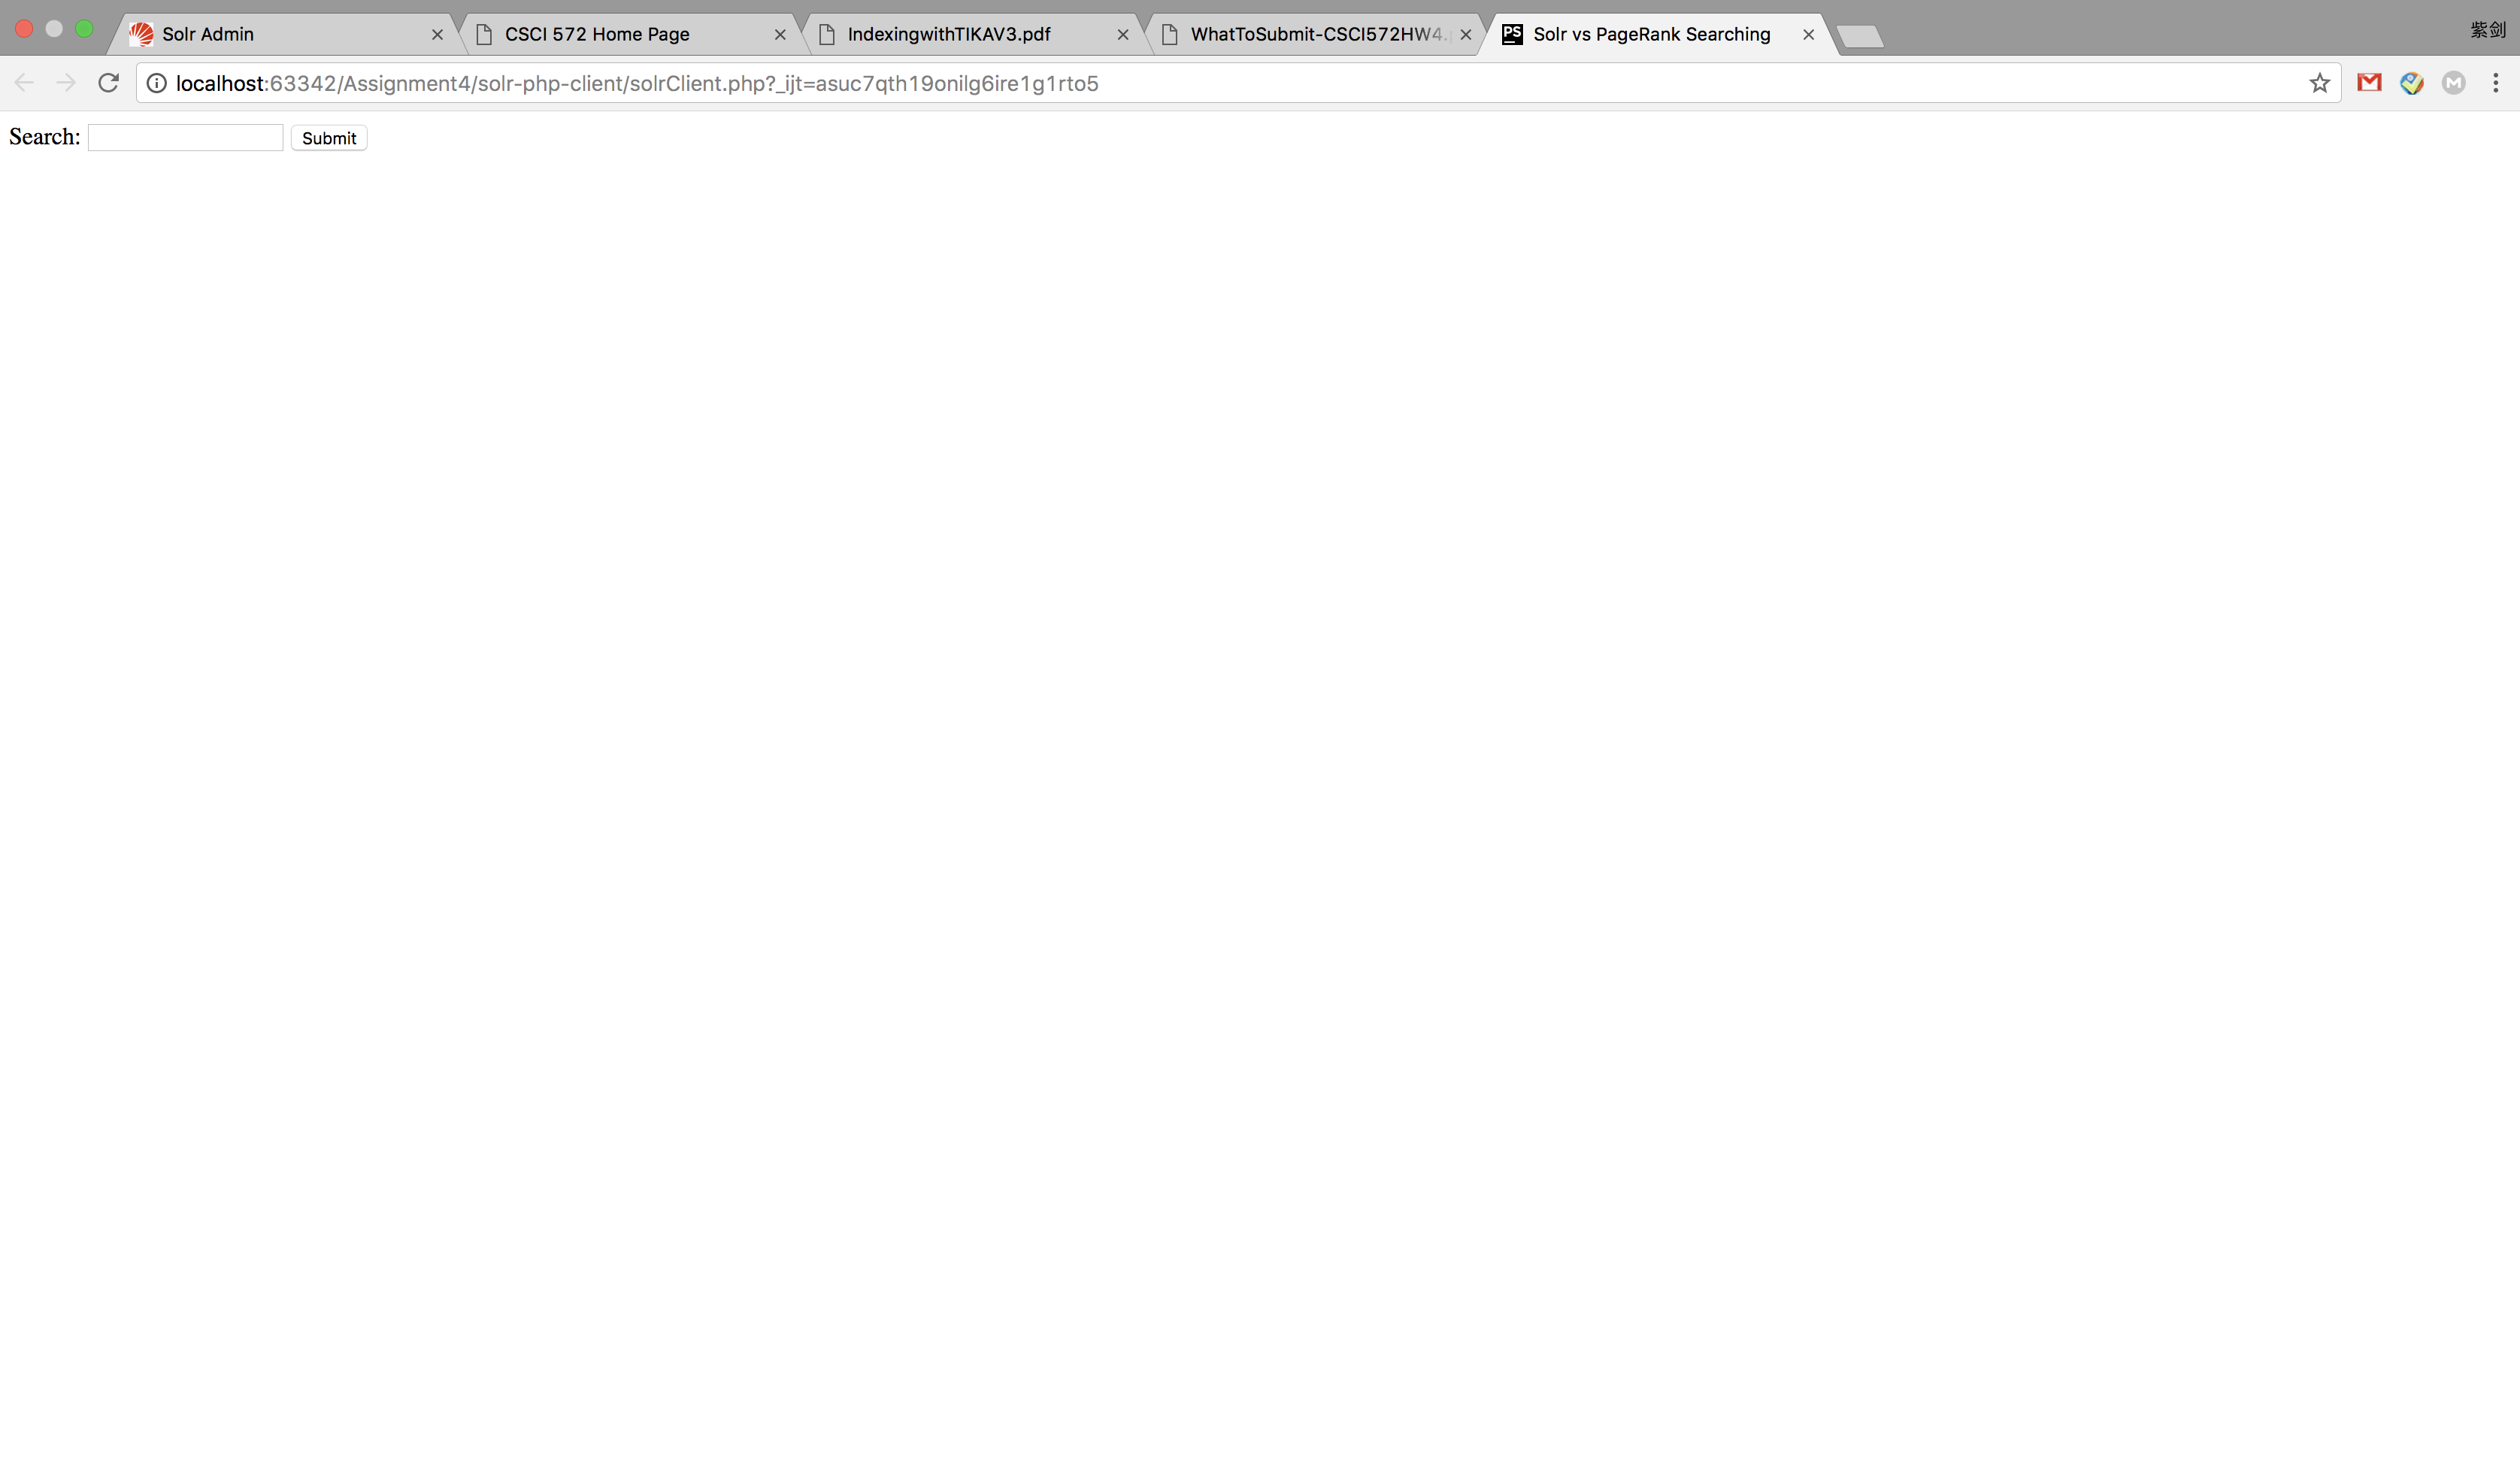 Solr Admin
CSCI 572 Home Page
IndexingwithTIKAV3.pdf
WhatToSubmit-CSCI572HW4.
PS
Solr vs PageRank Searching
紫剑
localhost:63342/Assignment4/solr-php-client/solrClient.php?_ijt=asuc7qth19onilg6ire1g1rto5
M
Search:
Submit